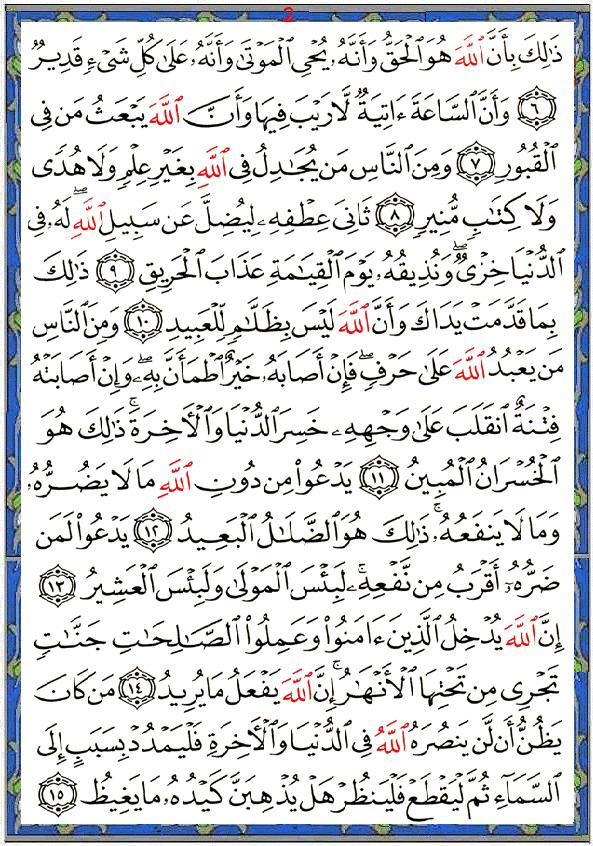 2
ذَٰلِكَ بِأَنَّ ٱللَّهَ هُوَ ٱلْحَقُّ وَأَنَّهُۥ يُحْىِ ٱلْمَوْتَىٰ وَأَنَّهُۥ عَلَىٰ كُلِّ شَىْءٍ قَدِيرٌ
٦ وَأَنَّ ٱلسَّاعَةَ ءَاتِيَةٌ لَّا رَيْبَ فِيهَا وَأَنَّ ٱللَّهَ يَبْعَثُ مَن فِى
ٱلْقُبُورِ ٧ وَمِنَ ٱلنَّاسِ مَن يُجَٰدِلُ فِى ٱللَّهِ بِغَيْرِ عِلْمٍ وَلَا هُدًى
وَلَا كِتَٰبٍ مُّنِيرٍ ٨ ثَانِىَ عِطْفِهِۦ لِيُضِلَّ عَن سَبِيلِ ٱللَّهِ ۖ لَهُۥ فِى
ٱلدُّنْيَا خِزْىٌ ۖ وَنُذِيقُهُۥ يَوْمَ ٱلْقِيَٰمَةِ عَذَابَ ٱلْحَرِيقِ ٩ ذَٰلِكَ
بِمَا قَدَّمَتْ يَدَاكَ وَأَنَّ ٱللَّهَ لَيْسَ بِظَلَّٰمٍ لِّلْعَبِيدِ ١٠ وَمِنَ ٱلنَّاسِ
مَن يَعْبُدُ ٱللَّهَ عَلَىٰ حَرْفٍ ۖ فَإِنْ أَصَابَهُۥ خَيْرٌ ٱطْمَأَنَّ بِهِۦ ۖ وَإِنْ أَصَابَتْهُ
فِتْنَةٌ ٱنقَلَبَ عَلَىٰ وَجْهِهِۦ خَسِرَ ٱلدُّنْيَا وَٱلْءَاخِرَةَ ۚ ذَٰلِكَ هُوَ
ٱلْخُسْرَانُ ٱلْمُبِينُ ١١ يَدْعُوا۟ مِن دُونِ ٱللَّهِ مَا لَا يَضُرُّهُۥ
وَمَا لَا يَنفَعُهُۥ ۚ ذَٰلِكَ هُوَ ٱلضَّلَٰلُ ٱلْبَعِيدُ ١٢ يَدْعُوا۟ لَمَن
ضَرُّهُۥٓ أَقْرَبُ مِن نَّفْعِهِۦ ۚ لَبِئْسَ ٱلْمَوْلَىٰ وَلَبِئْسَ ٱلْعَشِيرُ ١٣
إِنَّ ٱللَّهَ يُدْخِلُ ٱلَّذِينَ ءَامَنُوا۟ وَعَمِلُوا۟ ٱلصَّٰلِحَٰتِ جَنَّٰتٍ
تَجْرِى مِن تَحْتِهَا ٱلْأَنْهَٰرُ ۚ إِنَّ ٱللَّهَ يَفْعَلُ مَا يُرِيدُ ١٤ مَن كَانَ
يَظُنُّ أَن لَّن يَنصُرَهُ ٱللَّهُ فِى ٱلدُّنْيَا وَٱلْءَاخِرَةِ فَلْيَمْدُدْ بِسَبَبٍ إِلَى
ٱلسَّمَآءِ ثُمَّ لْيَقْطَعْ فَلْيَنظُرْ هَلْ يُذْهِبَنَّ كَيْدُهُۥ مَا يَغِيظُ ١٥